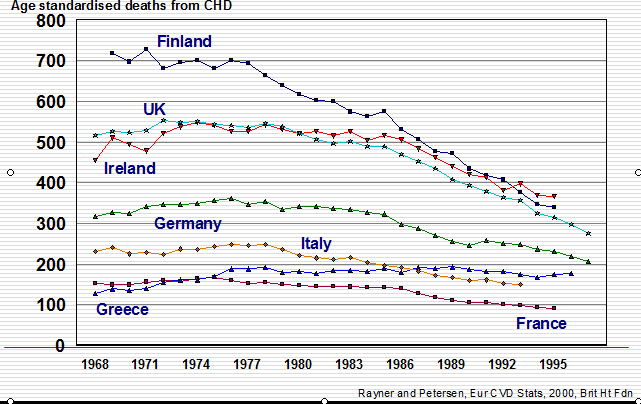 Age standardised deaths from CHD
800
700
600
500
400
300
200
100
0
Finland
UK
Ireland
Germany
Italy
Greece
France
1968 1971 1974 1977 1980 1983 1986 1989 1992 1995
Rayner and Petersen, Eur CVD Stats, 2000, Brit Ht Fdn